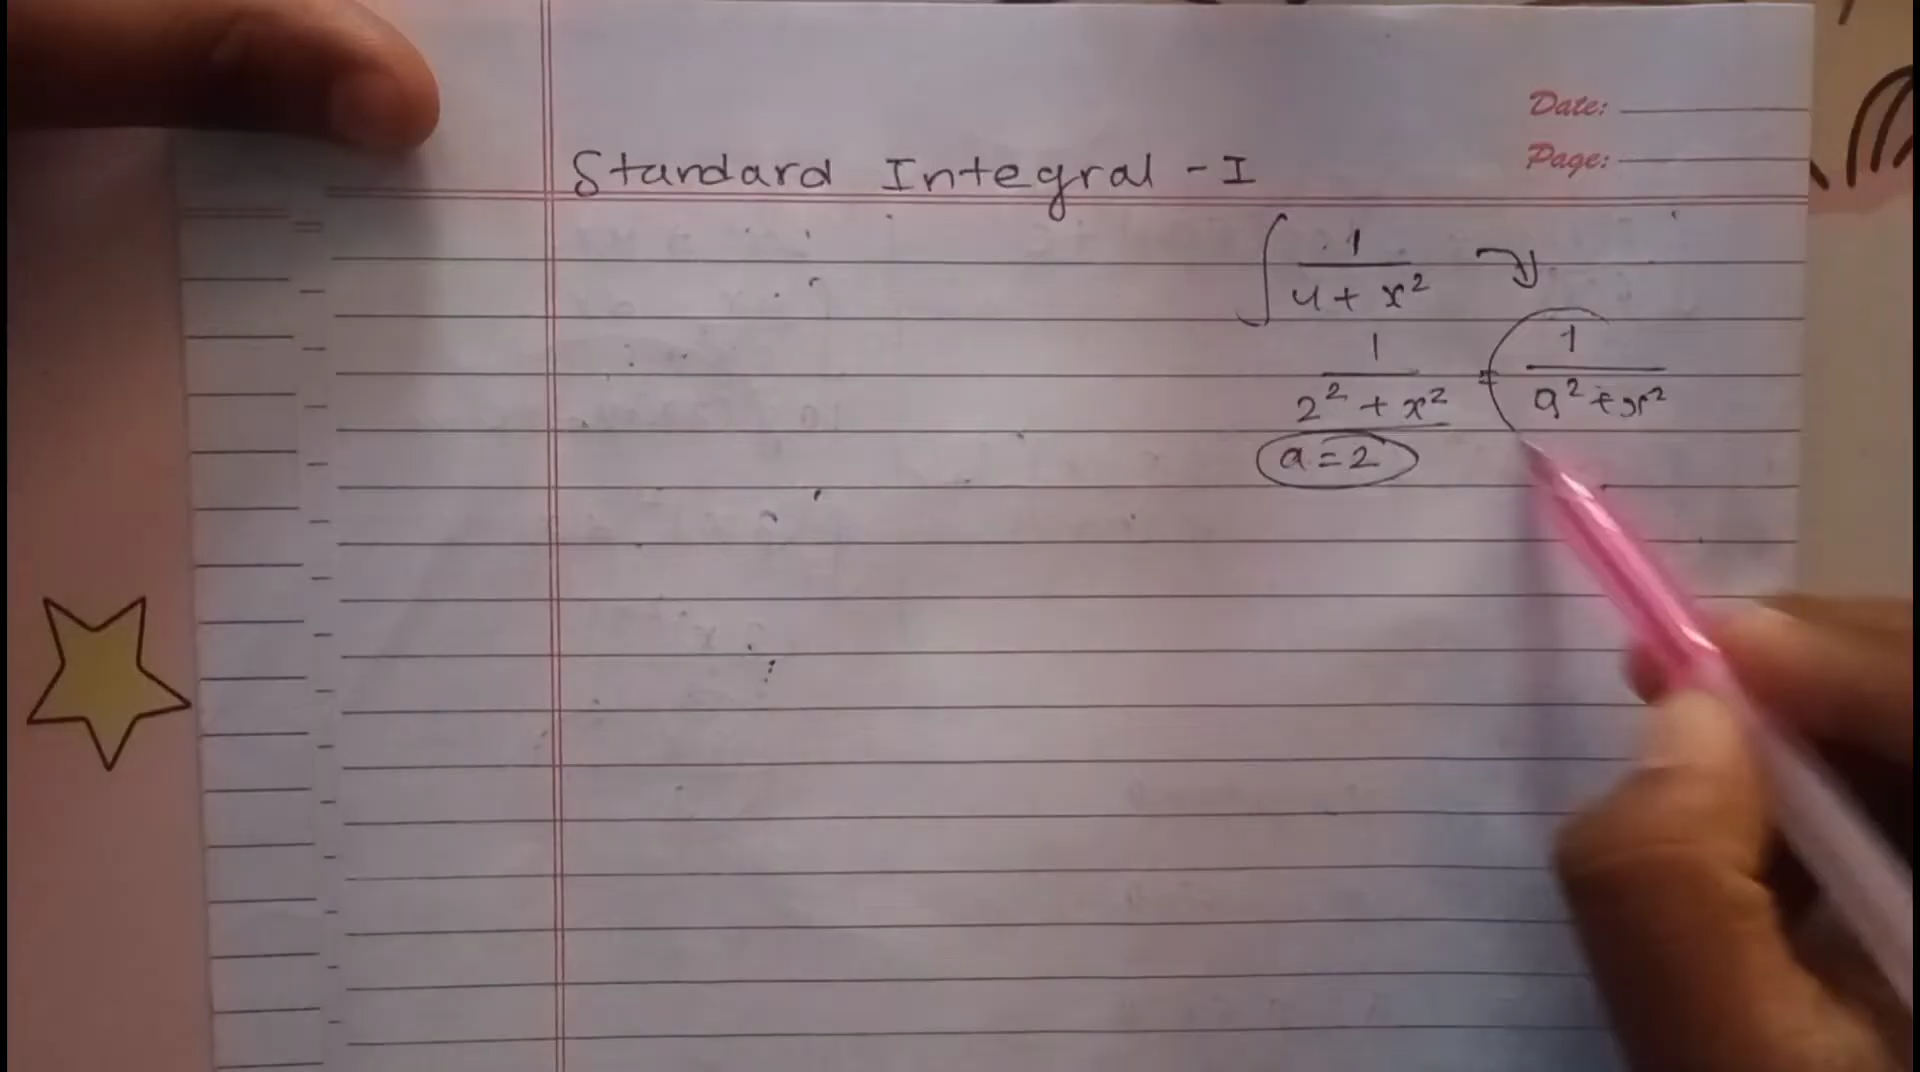 Date:
Page:
Standard Integral - I
∫ 1 / 4 + x²
1 / 2² + x² = 1 / a² + x²
a = 2